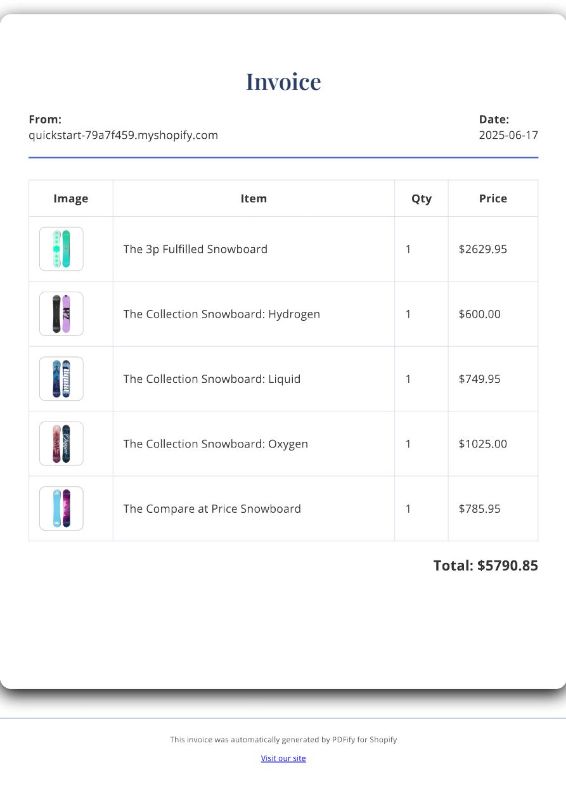 Invoice
From:
Date:
quickstart-79a7f459.myshopify.com
2025-06-17
Image Item Qty Price
The 3p Fulfilled Snowboard 1 $2629.95
The Collection Snowboard: Hydrogen 1 $600.00
The Collection Snowboard: Liquid 1 $749.95
The Collection Snowboard: Oxygen 1 $1025.00
The Compare at Price Snowboard 1 $785.95
Total: $5790.85
This invoice was automatically generated by PDFify for Shopify
Visit our site